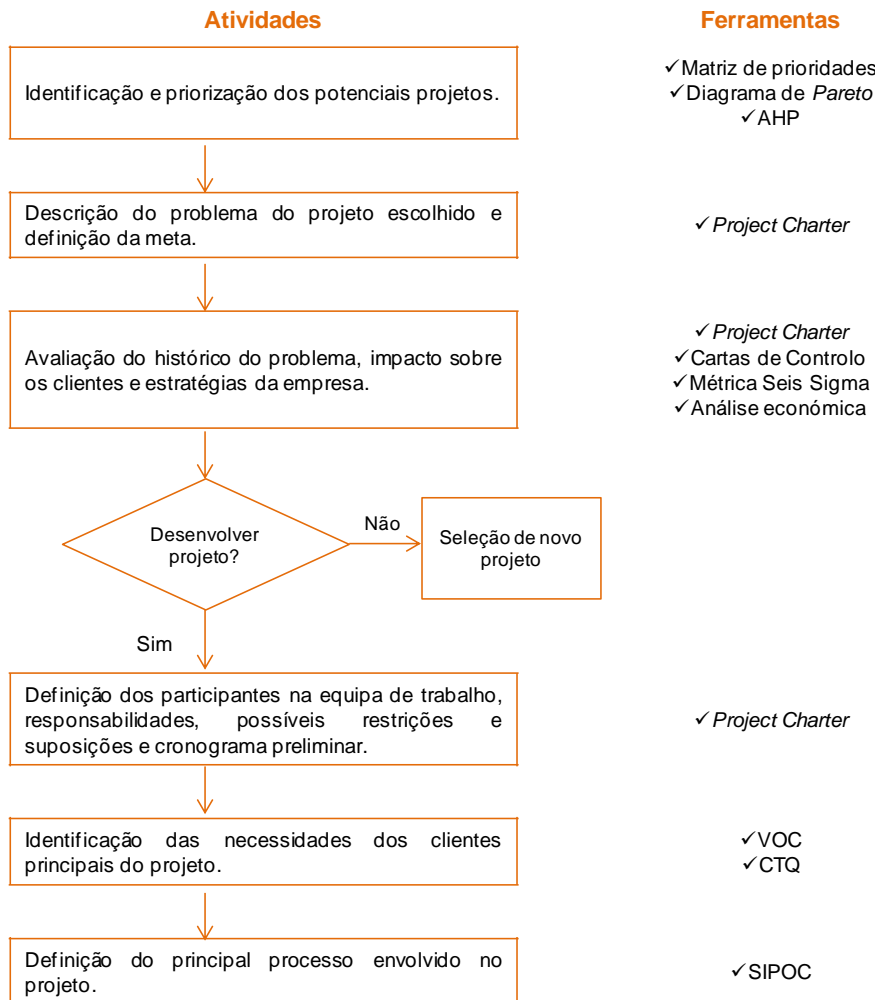 Atividades
Ferramentas
Identificação e priorização dos potenciais projetos.
✓Matriz de prioridades
✓Diagrama de Pareto
✓AHP
Descrição do problema do projeto escolhido e
definição da meta.
✓Project Charter
Avaliação do histórico do problema, impacto sobre
os clientes e estratégias da empresa.
✓Project Charter
✓Cartas de Controlo
✓Métrica Seis Sigma
✓Análise económica
Desenvolver
projeto?
Não
Seleção de novo
projeto
Sim
Definição dos participantes na equipa de trabalho,
responsabilidades, possíveis restrições e
suposições e cronograma preliminar.
✓Project Charter
Identificação das necessidades dos clientes
principais do projeto.
✓VOC
✓CTQ
Definição do principal processo envolvido no
projeto.
✓SIPOC